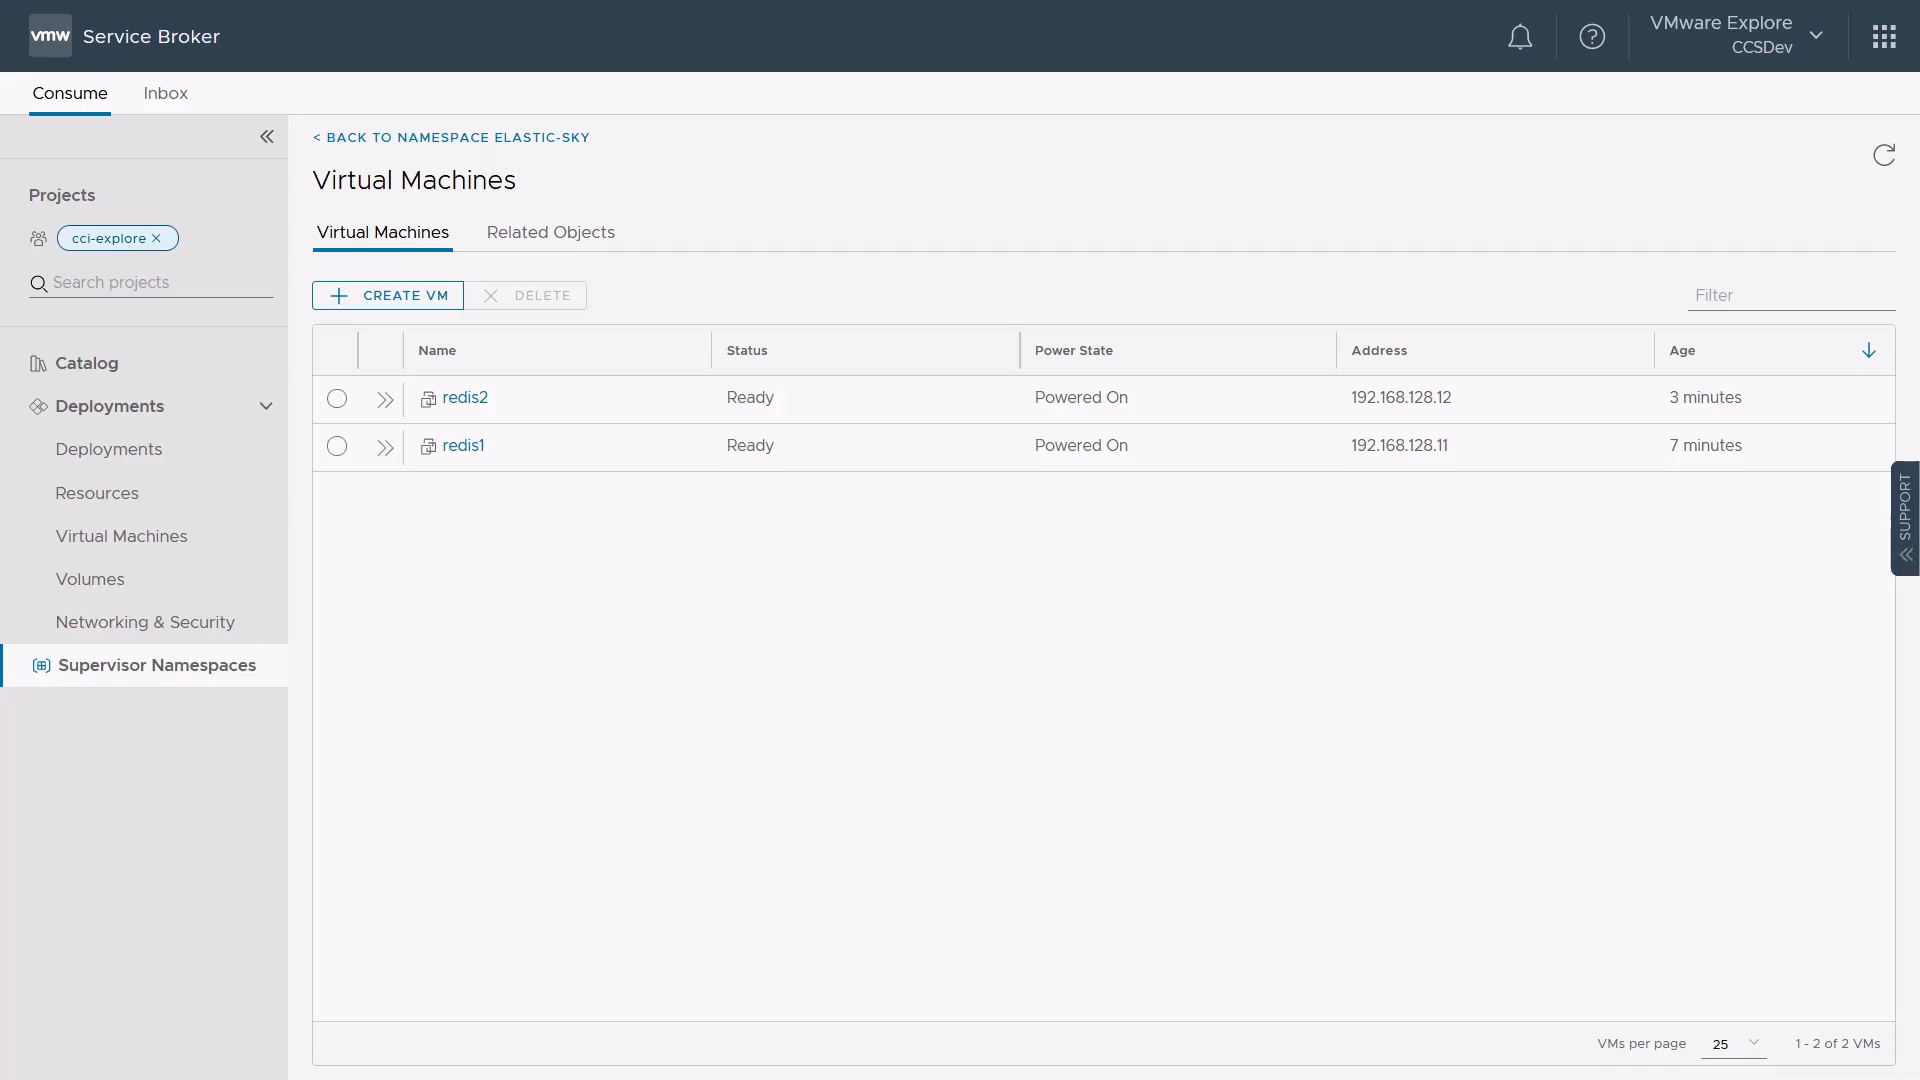 vmw Service Broker
VMware Explore
CCSDev
Consume
Inbox
Projects
cci-explore
Search projects
Catalog
Deployments
Deployments
Resources
Virtual Machines
Volumes
Networking & Security
Supervisor Namespaces
< BACK TO NAMESPACE ELASTIC-SKY
Virtual Machines
Virtual Machines
Related Objects
CREATE VM
DELETE
Filter
Name
Status
Power State
Address
Age
redis2
Ready
Powered On
192.168.128.12
3 minutes
redis1
Ready
Powered On
192.168.128.11
7 minutes
SUPPORT
VMs per page
25
1 - 2 of 2 VMs